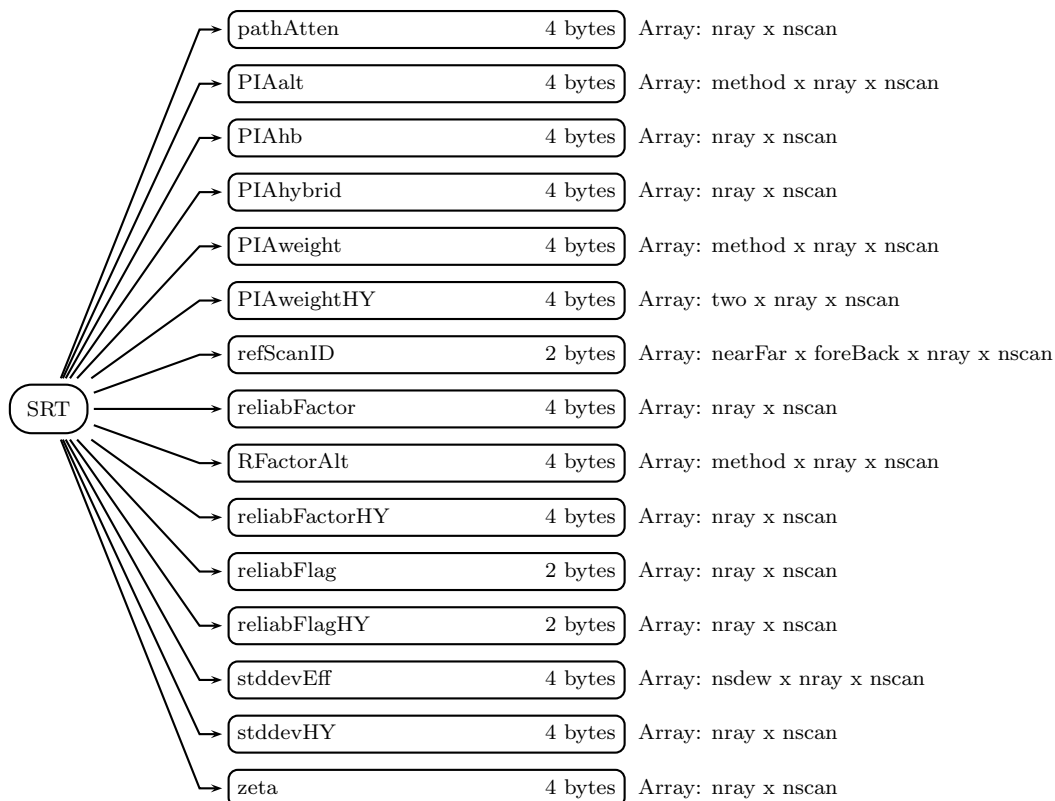 pathAtten 4 bytes Array: nray x nscan
PIAalt 4 bytes Array: method x nray x nscan
PIAhb 4 bytes Array: nray x nscan
PIAhybrid 4 bytes Array: nray x nscan
PIAweight 4 bytes Array: method x nray x nscan
PIAweightHY 4 bytes Array: two x nray x nscan
refScanID 2 bytes Array: nearFar x foreBack x nray x nscan
SRT reliabFactor 4 bytes Array: nray x nscan
RFactorAlt 4 bytes Array: method x nray x nscan
reliabFactorHY 4 bytes Array: nray x nscan
reliabFlag 2 bytes Array: nray x nscan
reliabFlagHY 2 bytes Array: nray x nscan
stddevEff 4 bytes Array: nsdew x nray x nscan
stddevHY 4 bytes Array: nray x nscan
zeta 4 bytes Array: nray x nscan